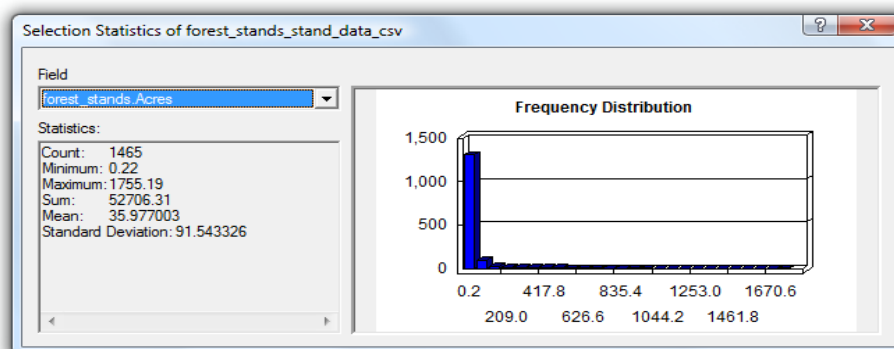 Selection Statistics of forest_stands_stand_data_csv
Field
forest_stands.Acres
Statistics:
Count: 1465
Minimum: 0.22
Maximum: 1755.19
Sum: 52706.31
Mean: 35.977003
Standard Deviation: 91.543326
Frequency Distribution
1,500
1,000
500
0
0.2 417.8 835.4 1253.0 1670.6
209.0 626.6 1044.2 1461.8